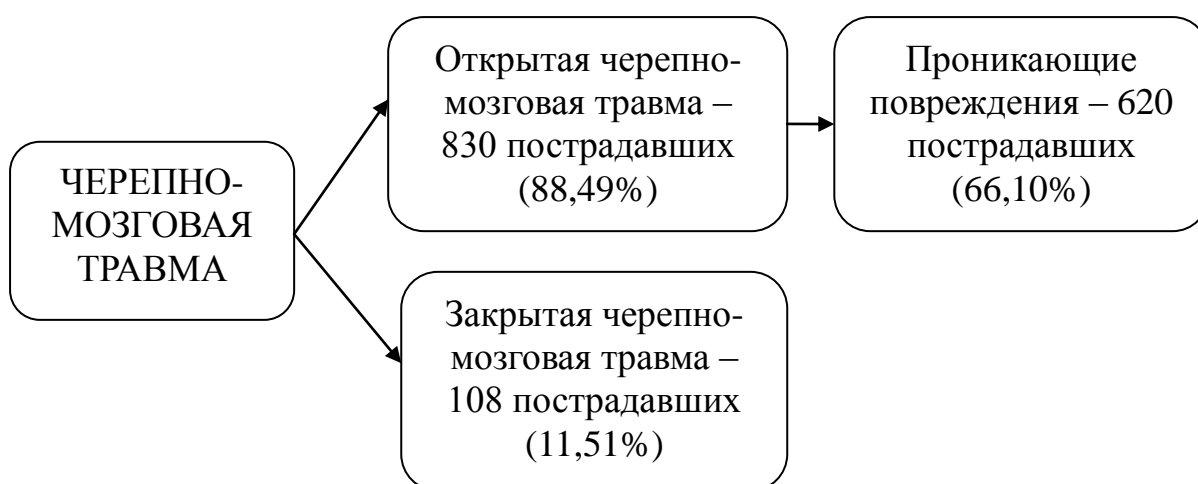 ЧЕРЕПНО-
МОЗГОВАЯ
ТРАВМА
Открытая черепно-
мозговая травма –
830 пострадавших
(88,49%)
Проникающие
повреждения – 620
пострадавших
(66,10%)
Закрытая черепно-
мозговая травма –
108 пострадавших
(11,51%)